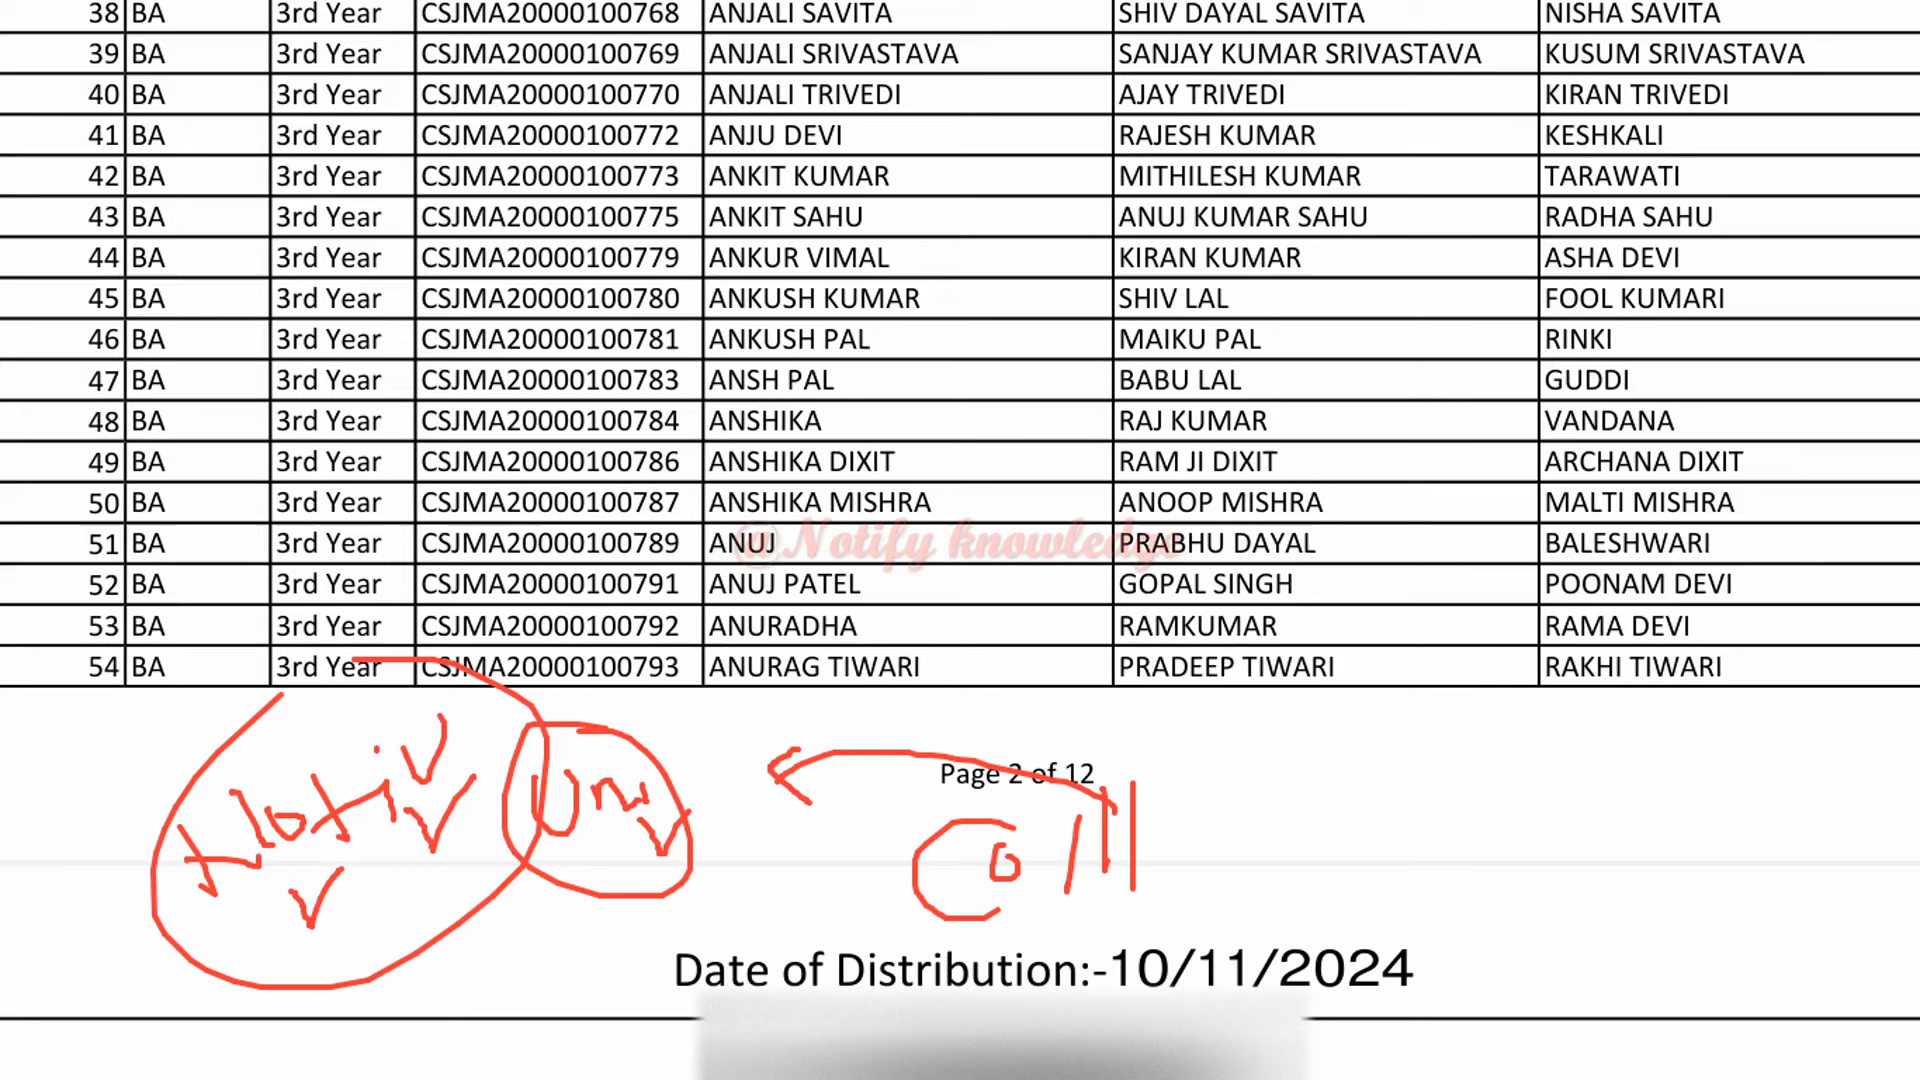 38 BA 3rd Year CSJMA20000100768 ANJALI SAVITA SHIV DAYAL SAVITA NISHA SAVITA
39 BA 3rd Year CSJMA20000100769 ANJALI SRIVASTAVA SANJAY KUMAR SRIVASTAVA KUSUM SRIVASTAVA
40 BA 3rd Year CSJMA20000100770 ANJALI TRIVEDI AJAY TRIVEDI KIRAN TRIVEDI
41 BA 3rd Year CSJMA20000100772 ANJU DEVI RAJESH KUMAR KESHKALI
42 BA 3rd Year CSJMA20000100773 ANKIT KUMAR MITHILESH KUMAR TARAWATI
43 BA 3rd Year CSJMA20000100775 ANKIT SAHU ANUJ KUMAR SAHU RADHA SAHU
44 BA 3rd Year CSJMA20000100779 ANKUR VIMAL KIRAN KUMAR ASHA DEVI
45 BA 3rd Year CSJMA20000100780 ANKUSH KUMAR SHIV LAL FOOL KUMARI
46 BA 3rd Year CSJMA20000100781 ANKUSH PAL MAIKU PAL RINKI
47 BA 3rd Year CSJMA20000100783 ANSH PAL BABU LAL GUDDI
48 BA 3rd Year CSJMA20000100784 ANSHIKA RAJ KUMAR VANDANA
49 BA 3rd Year CSJMA20000100786 ANSHIKA DIXIT RAM JI DIXIT ARCHANA DIXIT
50 BA 3rd Year CSJMA20000100787 ANSHIKA MISHRA ANOOP MISHRA MALTI MISHRA
51 BA 3rd Year CSJMA20000100789 ANUJ PRABHU DAYAL BALESHWARI
@Notify knowledge
52 BA 3rd Year CSJMA20000100791 ANUJ PATEL GOPAL SINGH POONAM DEVI
53 BA 3rd Year CSJMA20000100792 ANURADHA RAMKUMAR RAMA DEVI
54 BA 3rd Year CSJMA20000100793 ANURAG TIWARI PRADEEP TIWARI RAKHI TIWARI
Page 2 of 12
Date of Distribution:-10/11/2024